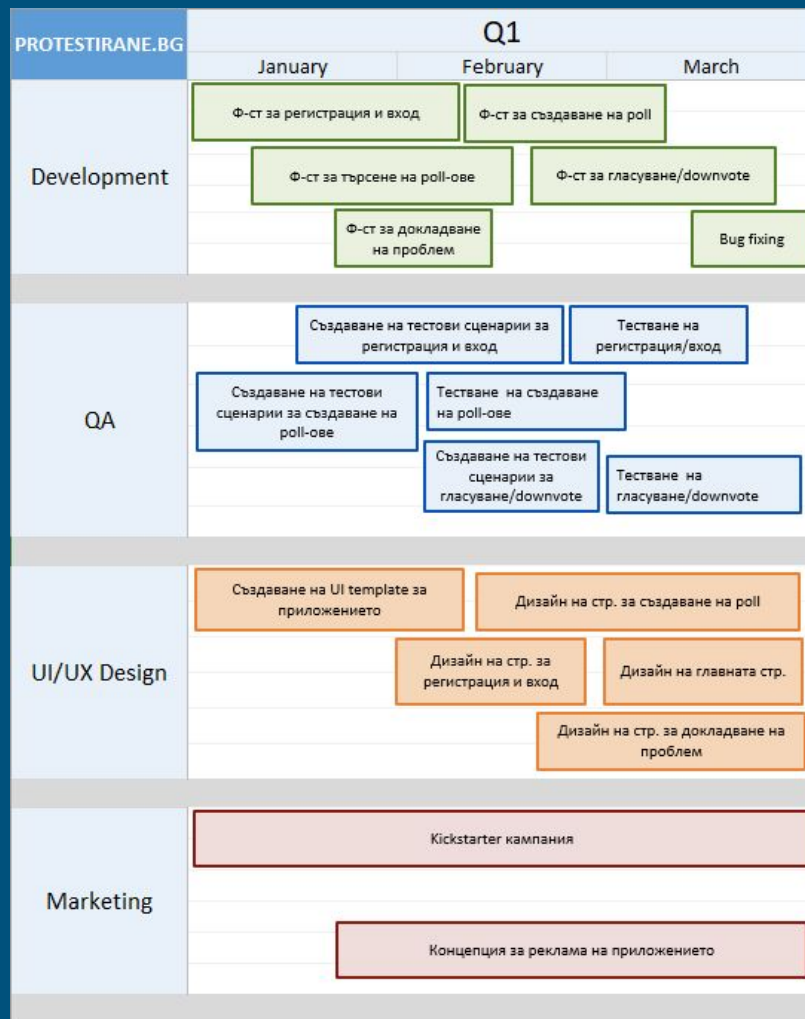 PROTESTIRANE.BG
Q1
January
February
March
Development
Ф-ст за регистрация и вход
Ф-ст за създаване на poll
Ф-ст за търсене на poll-ове
Ф-ст за гласуване/downvote
Ф-ст за докладване
на проблем
Bug fixing
QA
Създаване на тестови сценарии за
регистрация и вход
Тестване на
регистрация/вход
Създаване на тестови
сценарии за създаване на
poll-ове
Тестване на създаване
на poll-ове
Създаване на тестови
сценарии за
гласуване/downvote
Тестване на
гласуване/downvote
UI/UX Design
Създаване на UI template за
приложението
Дизайн на стр. за създаване на poll
Дизайн на стр. за
регистрация и вход
Дизайн на главната стр.
Дизайн на стр. за докладване на
проблем
Marketing
Kickstarter кампания
Концепция за реклама на приложението